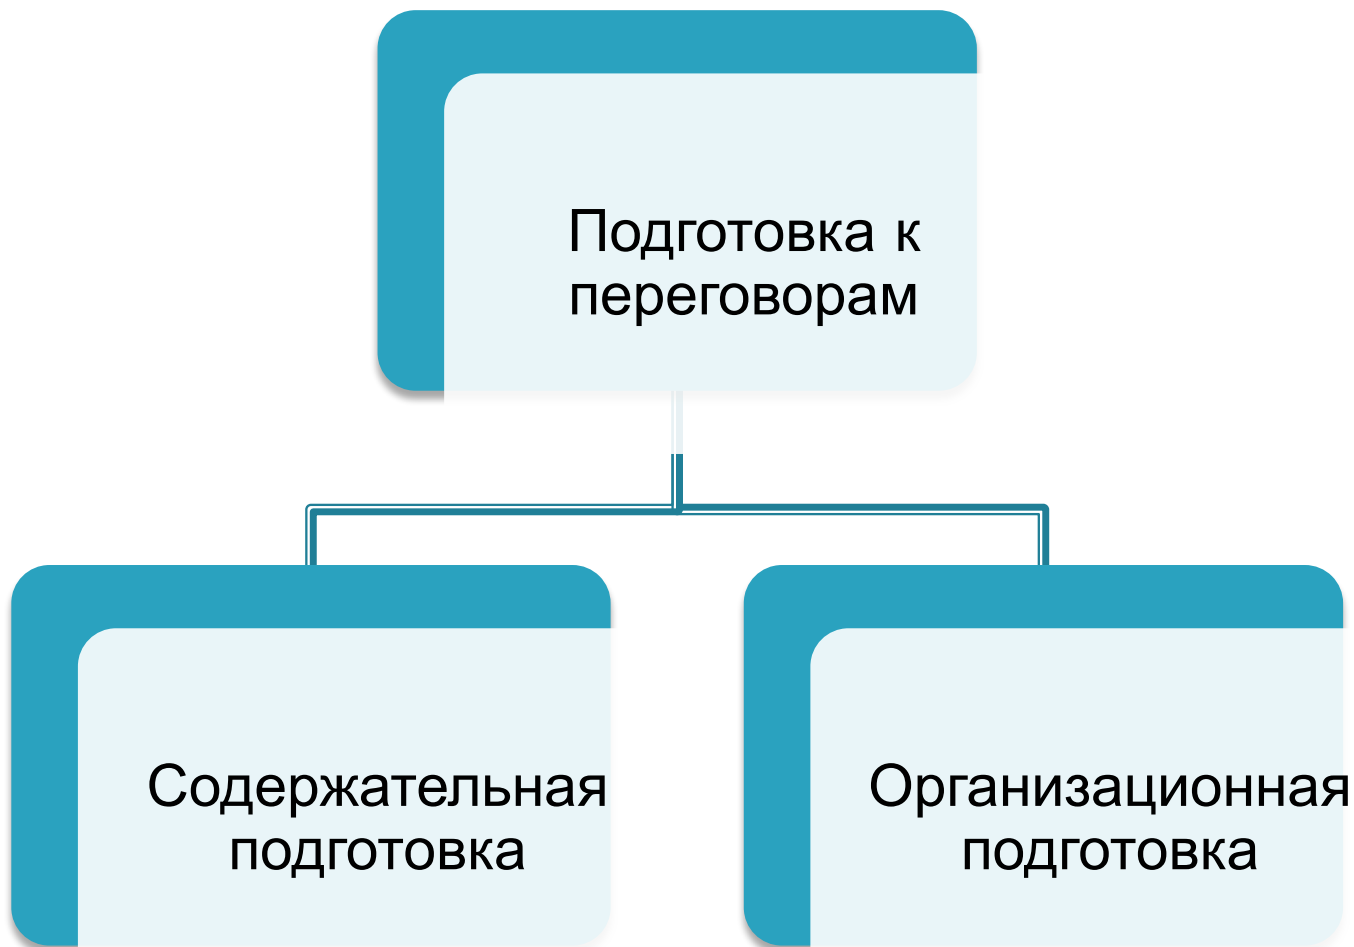 Подготовка к
переговорам
Содержательная
подготовка
Организационная
подготовка